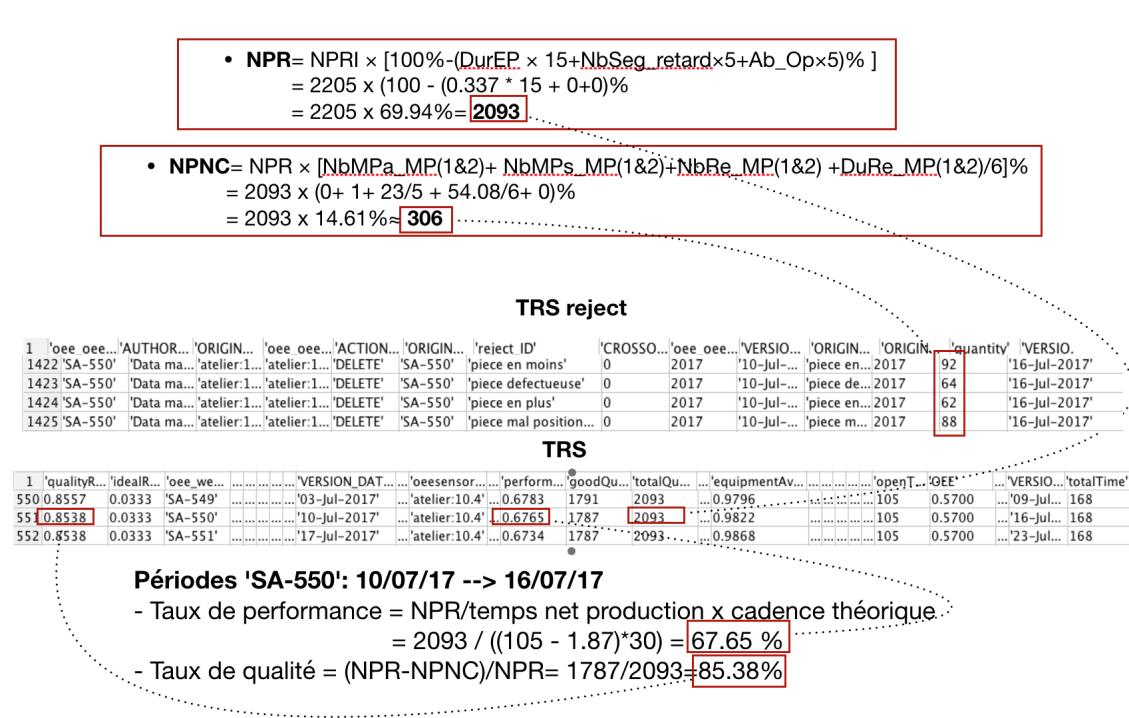 • NPR= NPRI × [100%-(DurEP × 15+NbSeg_retard×5+Ab_Op×5)% ]
= 2205 x (100 - (0.337 * 15 + 0+0)%
= 2205 x 69.94%= 2093
• NPNC= NPR × [NbMPa_MP(1&2)+ NbMPs_MP(1&2)+NbRe_MP(1&2) +DuRe_MP(1&2)/6]%
= 2093 x (0+ 1+ 23/5 + 54.08/6+ 0)%
= 2093 x 14.61%≈ 306
TRS reject
1 'oee_oee... 'AUTHOR... 'ORIGIN... 'oee_oee... 'ACTION... 'ORIGIN... 'reject_ID' 'CROSSO... 'oee_oee... 'VERSIO... 'ORIGIN... 'ORIGIN... 'quantity' 'VERSIO.
1422 'SA-550' 'Data ma... 'atelier:1... 'atelier:1... 'DELETE' 'SA-550' 'piece en moins' 0 2017 '10-Jul-... 'piece en... 2017 92 '16-Jul-2017'
1423 'SA-550' 'Data ma... 'atelier:1... 'atelier:1... 'DELETE' 'SA-550' 'piece defectueuse' 0 2017 '10-Jul-... 'piece de... 2017 64 '16-Jul-2017'
1424 'SA-550' 'Data ma... 'atelier:1... 'atelier:1... 'DELETE' 'SA-550' 'piece en plus' 0 2017 '10-Jul-... 'piece en... 2017 62 '16-Jul-2017'
1425 'SA-550' 'Data ma... 'atelier:1... 'atelier:1... 'DELETE' 'SA-550' 'piece mal position... 0 2017 '10-Jul-... 'piece m... 2017 88 '16-Jul-2017'
TRS
1 'qualityR... 'idealR... 'oee_we... ... ... ... ... ... 'VERSION_DAT... ... 'oeesensor... ... 'perform... 'goodQu... 'totalQu... ... 'equipmentAv... ... ... ... ... ... 'openT... 'OEE' ... 'VERSIO... 'totalTime'
550 0.8557 0.0333 'SA-549' ... ... ... ... ... '03-Jul-2017' ... 'atelier:10.4' ... 0.6783 1791 2093 ... 0.9796 ... ... ... ... ... 105 0.5700 ... '09-Jul... 168
551 0.8538 0.0333 'SA-550' ... ... ... ... ... '10-Jul-2017' ... 'atelier:10.4' ... 0.6765 1787 2093 ... 0.9822 ... ... ... ... ... 105 0.5700 ... '16-Jul... 168
552 0.8538 0.0333 'SA-551' ... ... ... ... ... '17-Jul-2017' ... 'atelier:10.4' ... 0.6734 1787 2093 ... 0.9868 ... ... ... ... ... 105 0.5700 ... '23-Jul... 168
Périodes 'SA-550': 10/07/17 --> 16/07/17
- Taux de performance = NPR/temps net production x cadence théorique
= 2093 / ((105 - 1.87)*30) = 67.65 %
- Taux de qualité = (NPR-NPNC)/NPR= 1787/2093=85.38%